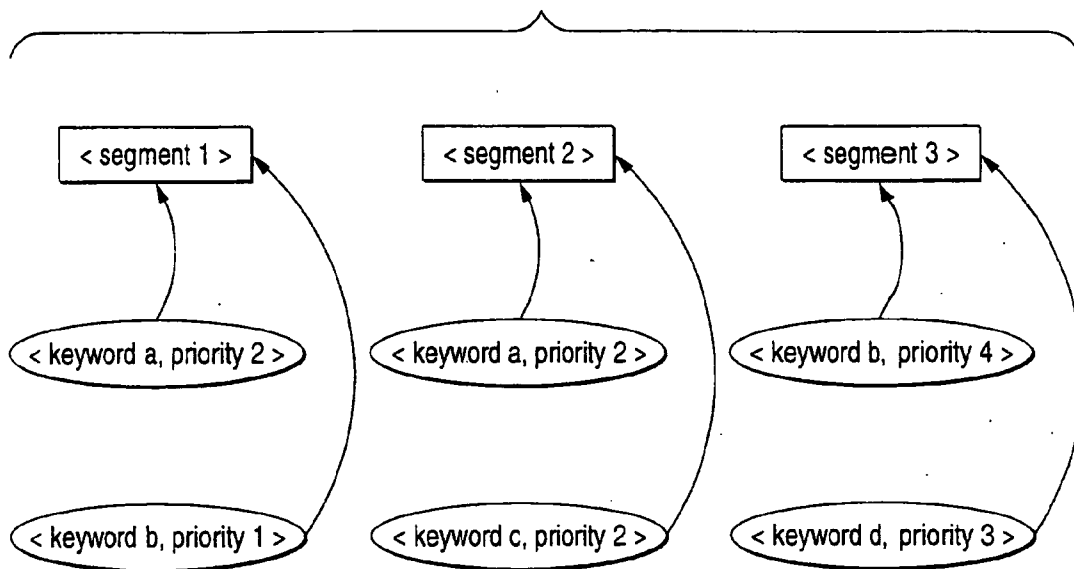 < segment 1 >
< segment 2 >
< segment 3 >
< keyword a, priority 2 >
< keyword a, priority 2 >
< keyword b, priority 4 >
< keyword b, priority 1 >
< keyword c, priority 2 >
< keyword d, priority 3 >